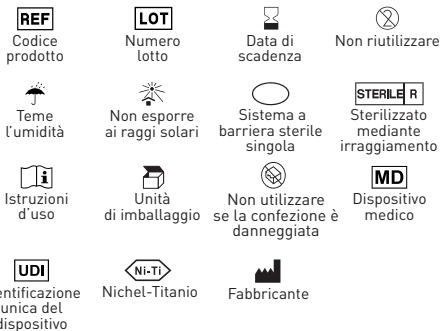 REF
LOT
Codice
prodotto
Numero
lotto
Data di
scadenza
Non riutilizzare
STERILE R
Teme
l'umidità
Non esporre
ai raggi solari
Sistema a
barriera sterile
singola
Sterilizzato
mediante
irraggiamento
i
MD
Istruzioni
d'uso
Unità
di imballaggio
Non utilizzare
se la confezione è
danneggiata
Dispositivo
medico
UDI
Ni-Ti
entificazione
unica del
dispositivo
Nichel-Titanio
Fabbricante